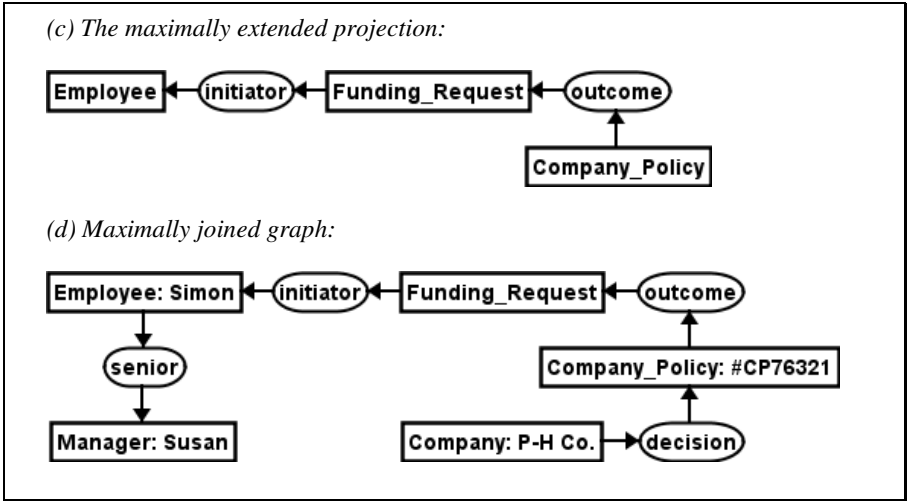 (c) The maximally extended projection:
Employee initiator Funding_Request outcome
Company_Policy
(d) Maximally joined graph:
Employee: Simon initiator Funding_Request outcome
senior Company_Policy: #CP76321
Manager: Susan Company: P-H Co. decision